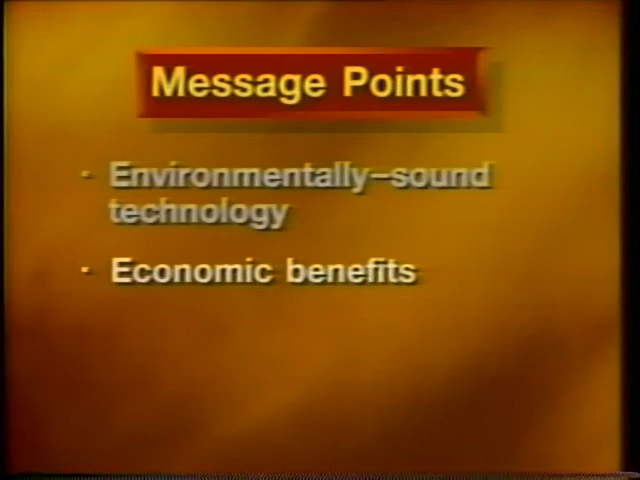 Message Points
· Environmentally-sound
technology
· Economic benefits